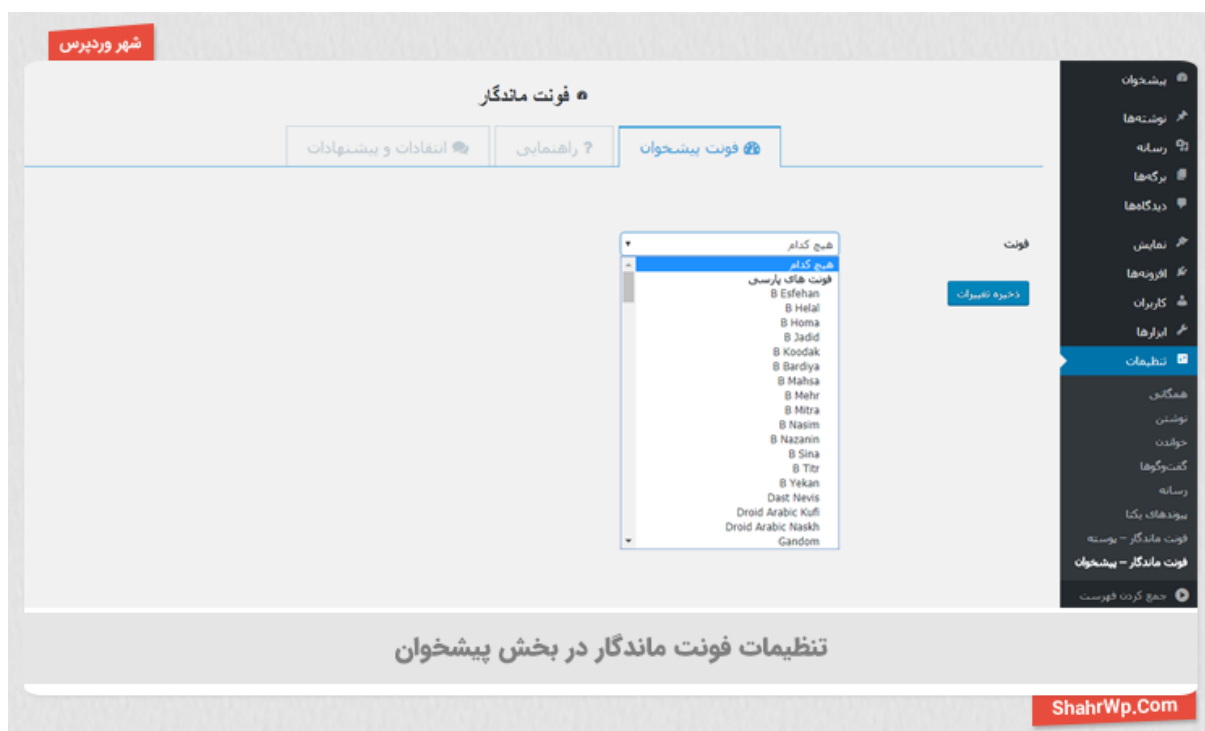 شهر وردپرس
پیشخوان
نوشته‌ها
رسانه
برگه‌ها
دیدگاه‌ها
نمایش
افزونه‌ها
کاربران
ابزارها
تنظیمات
همگانی
نوشتن
خواندن
گفت‌وگوها
رسانه
پیوندهای یکتا
فونت ماندگار – پوسته
فونت ماندگار – پیشخوان
جمع کردن فهرست
فونت ماندگار
فونت پیشخوان
? راهنمایی
انتقادات و پیشنهادات
فونت
هیچ کدام
هیچ کدام
فونت های پارسی
B Esfehan
B Helal
B Homa
B Jadid
B Koodak
B Bardiya
B Mahsa
B Mehr
B Mitra
B Nasim
B Nazanin
B Sina
B Titr
B Yekan
Dast Nevis
Droid Arabic Kufi
Droid Arabic Naskh
Gandom
ذخیره تغییرات
تنظیمات فونت ماندگار در بخش پیشخوان
ShahrWp.Com